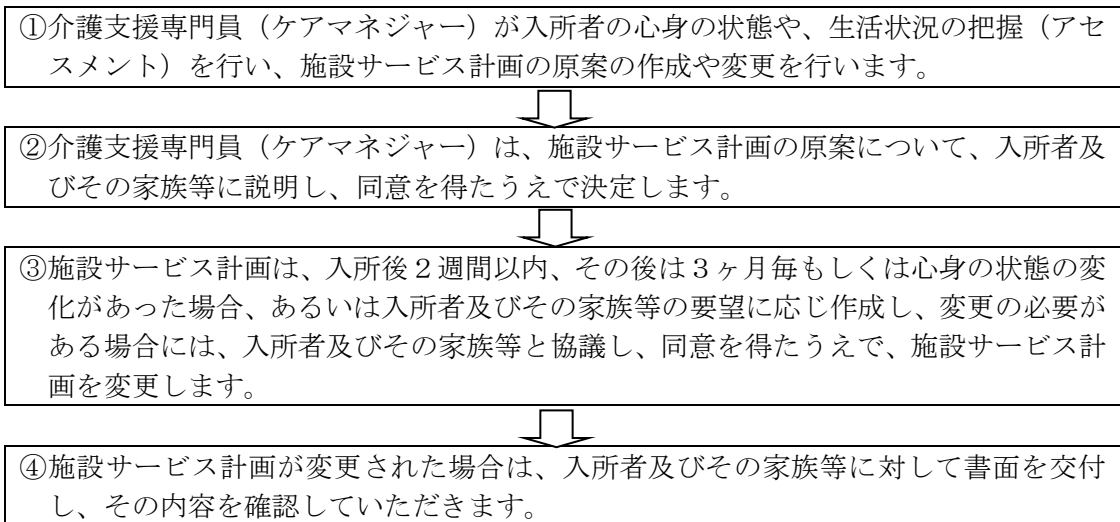 ①介護支援専門員（ケアマネジャー）が入所者の心身の状態や、生活状況の把握（アセ
スメント）を行い、施設サービス計画の原案の作成や変更を行います。
②介護支援専門員（ケアマネジャー）は、施設サービス計画の原案について、入所者及
びその家族等に説明し、同意を得たうえで決定します。
③施設サービス計画は、入所後２週間以内、その後は３ヶ月毎もしくは心身の状態の変
化があった場合、あるいは入所者及びその家族等の要望に応じ作成し、変更の必要が
ある場合には、入所者及びその家族等と協議し、同意を得たうえで、施設サービス計
画を変更します。
④施設サービス計画が変更された場合は、入所者及びその家族等に対して書面を交付
し、その内容を確認していただきます。